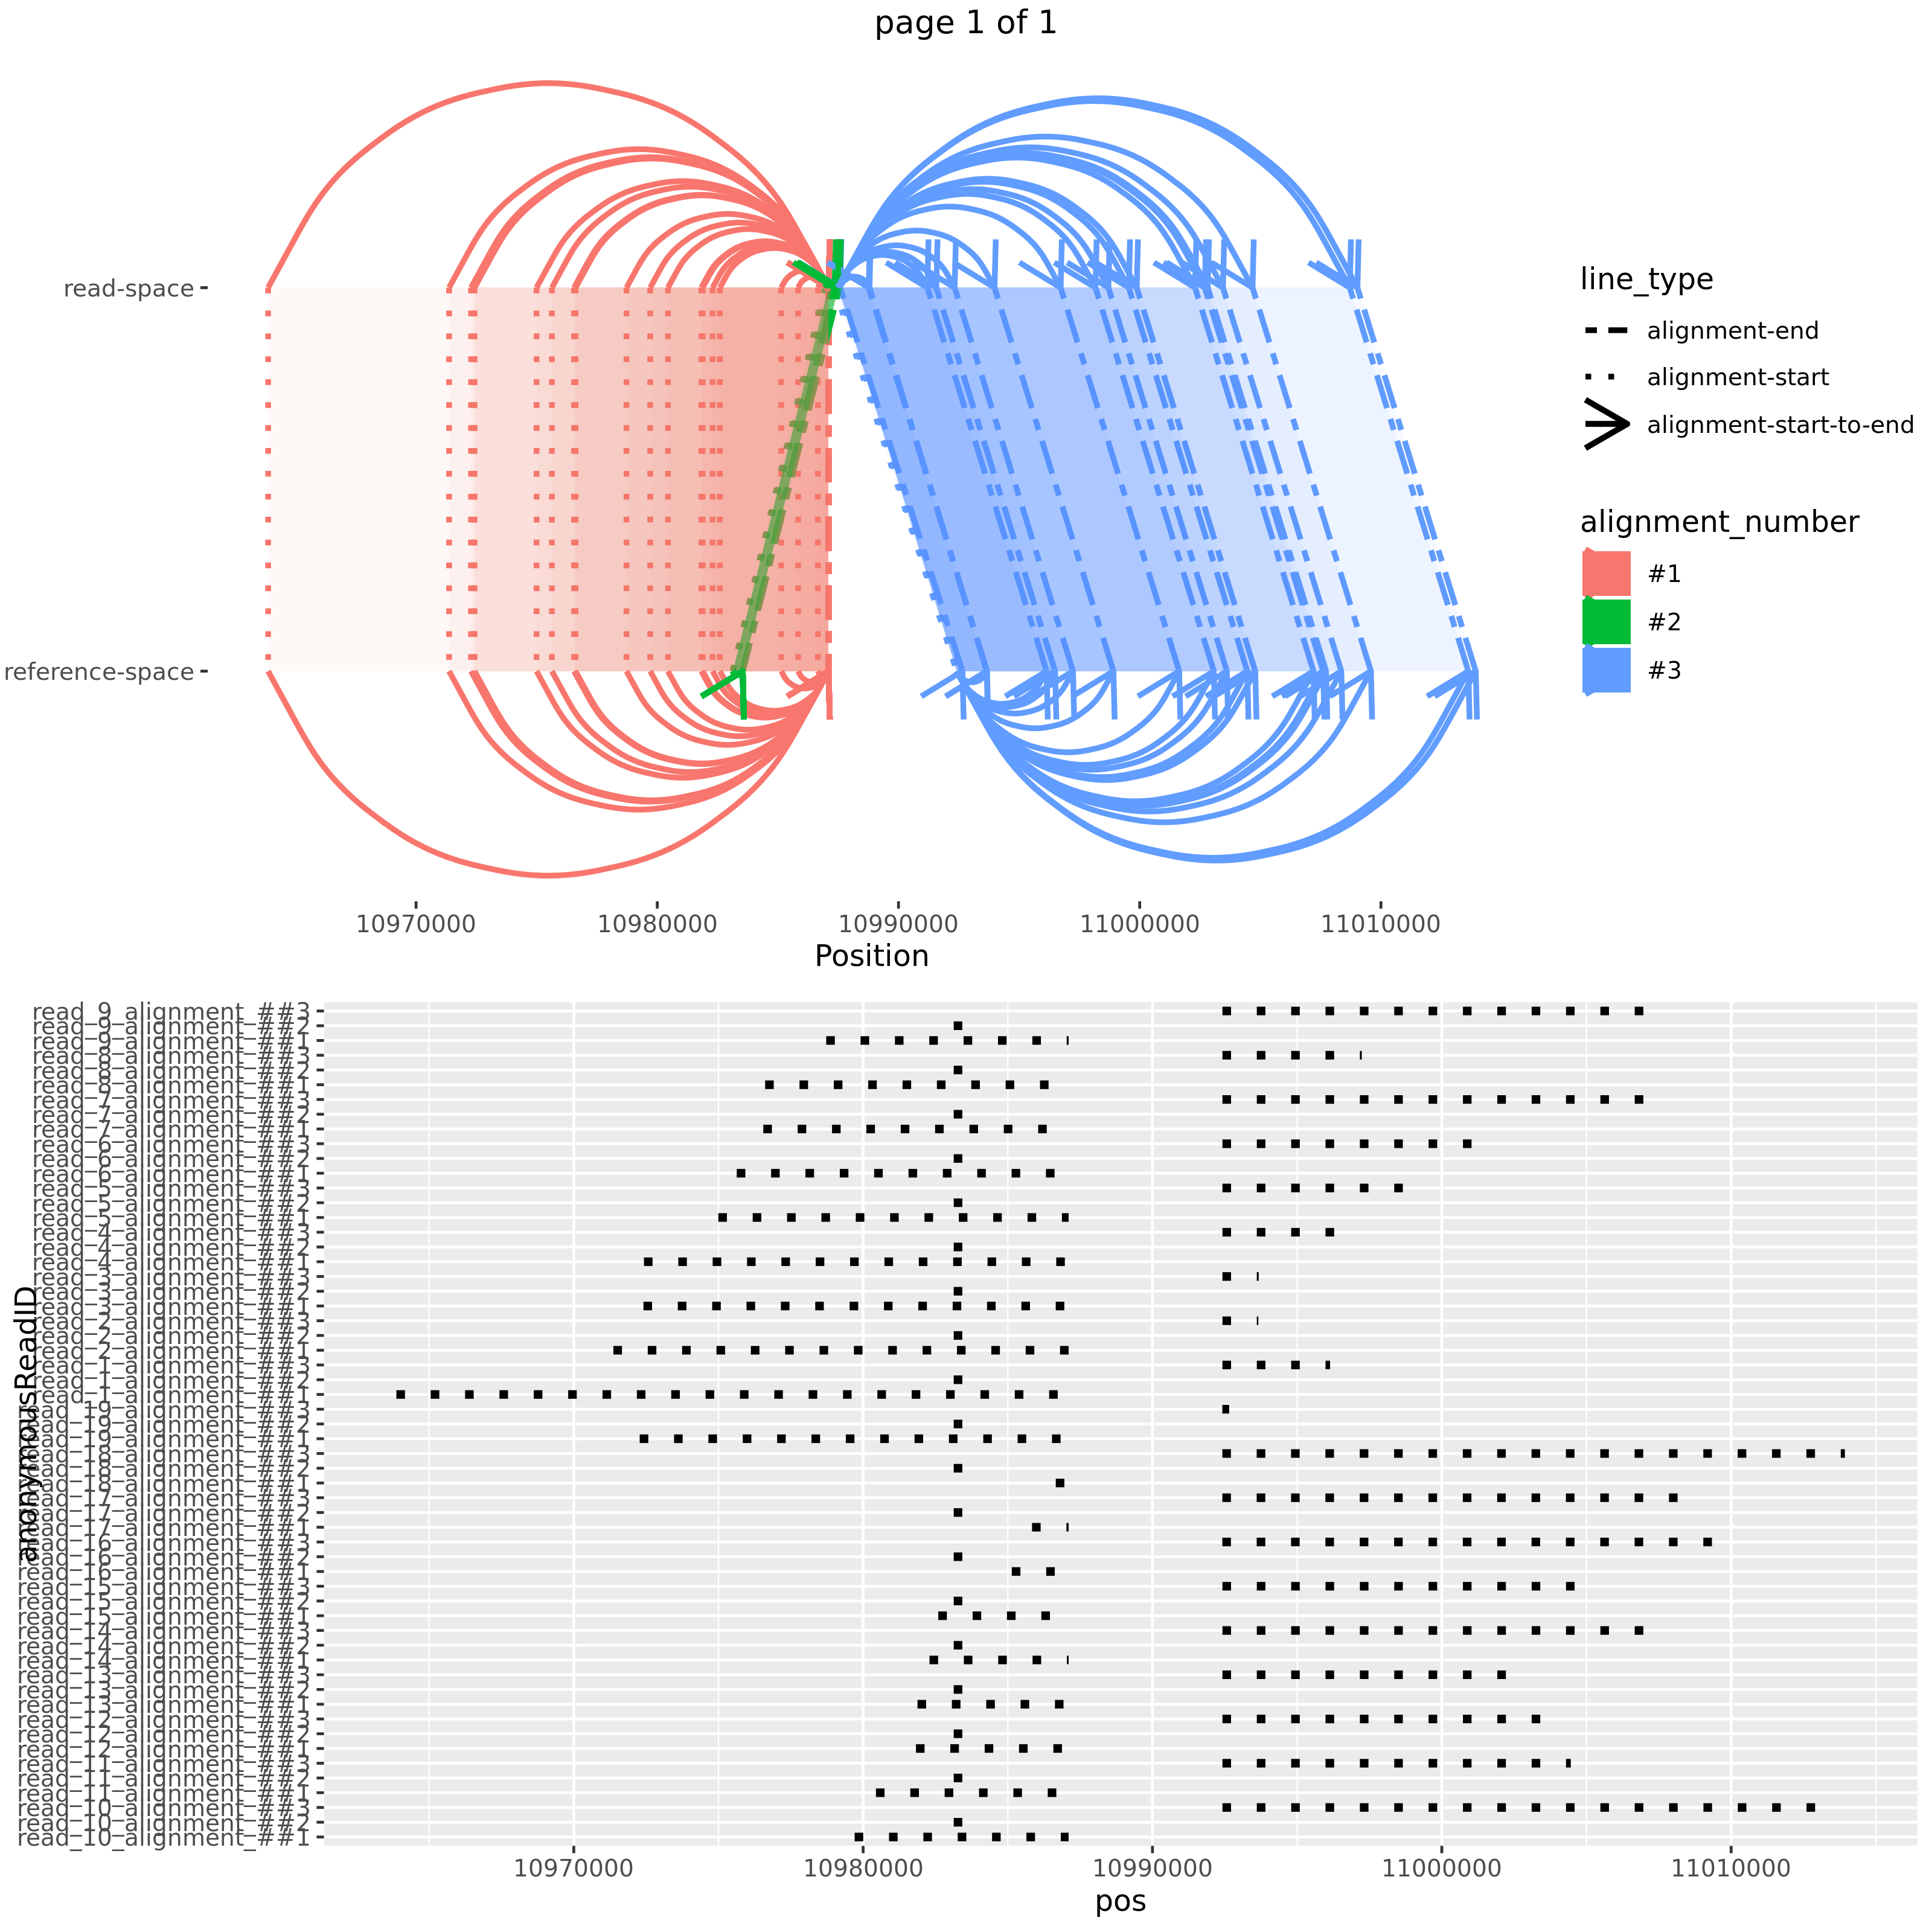 page 1 of 1
read-space
reference-space
10970000 10980000 10990000 11000000 11010000
Position
line_type
alignment-end
alignment-start
alignment-start-to-end
alignment_number
#1
#2
#3
anonymousReadID
read_9_alignment_##3
read_9_alignment_##2
read_9_alignment_##1
read_8_alignment_##3
read_8_alignment_##2
read_8_alignment_##1
read_7_alignment_##3
read_7_alignment_##2
read_7_alignment_##1
read_6_alignment_##3
read_6_alignment_##2
read_6_alignment_##1
read_5_alignment_##3
read_5_alignment_##2
read_5_alignment_##1
read_4_alignment_##3
read_4_alignment_##2
read_4_alignment_##1
read_3_alignment_##3
read_3_alignment_##2
read_3_alignment_##1
read_2_alignment_##3
read_2_alignment_##2
read_2_alignment_##1
read_1_alignment_##3
read_1_alignment_##2
read_1_alignment_##1
read_19_alignment_##3
read_19_alignment_##2
read_19_alignment_##1
read_18_alignment_##3
read_18_alignment_##2
read_18_alignment_##1
read_17_alignment_##3
read_17_alignment_##2
read_17_alignment_##1
read_16_alignment_##3
read_16_alignment_##2
read_16_alignment_##1
read_15_alignment_##3
read_15_alignment_##2
read_15_alignment_##1
read_14_alignment_##3
read_14_alignment_##2
read_14_alignment_##1
read_13_alignment_##3
read_13_alignment_##2
read_13_alignment_##1
read_12_alignment_##3
read_12_alignment_##2
read_12_alignment_##1
read_11_alignment_##3
read_11_alignment_##2
read_11_alignment_##1
read_10_alignment_##3
read_10_alignment_##2
read_10_alignment_##1
10970000 10980000 10990000 11000000 11010000
pos